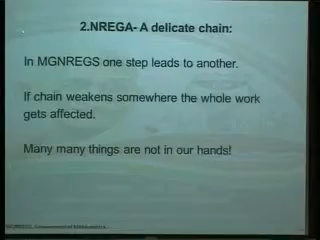 2.NREGA- A delicate chain:
In MGNREGS one step leads to another.
If chain weakens somewhere the whole work
gets affected.
Many many things are not in our hands!